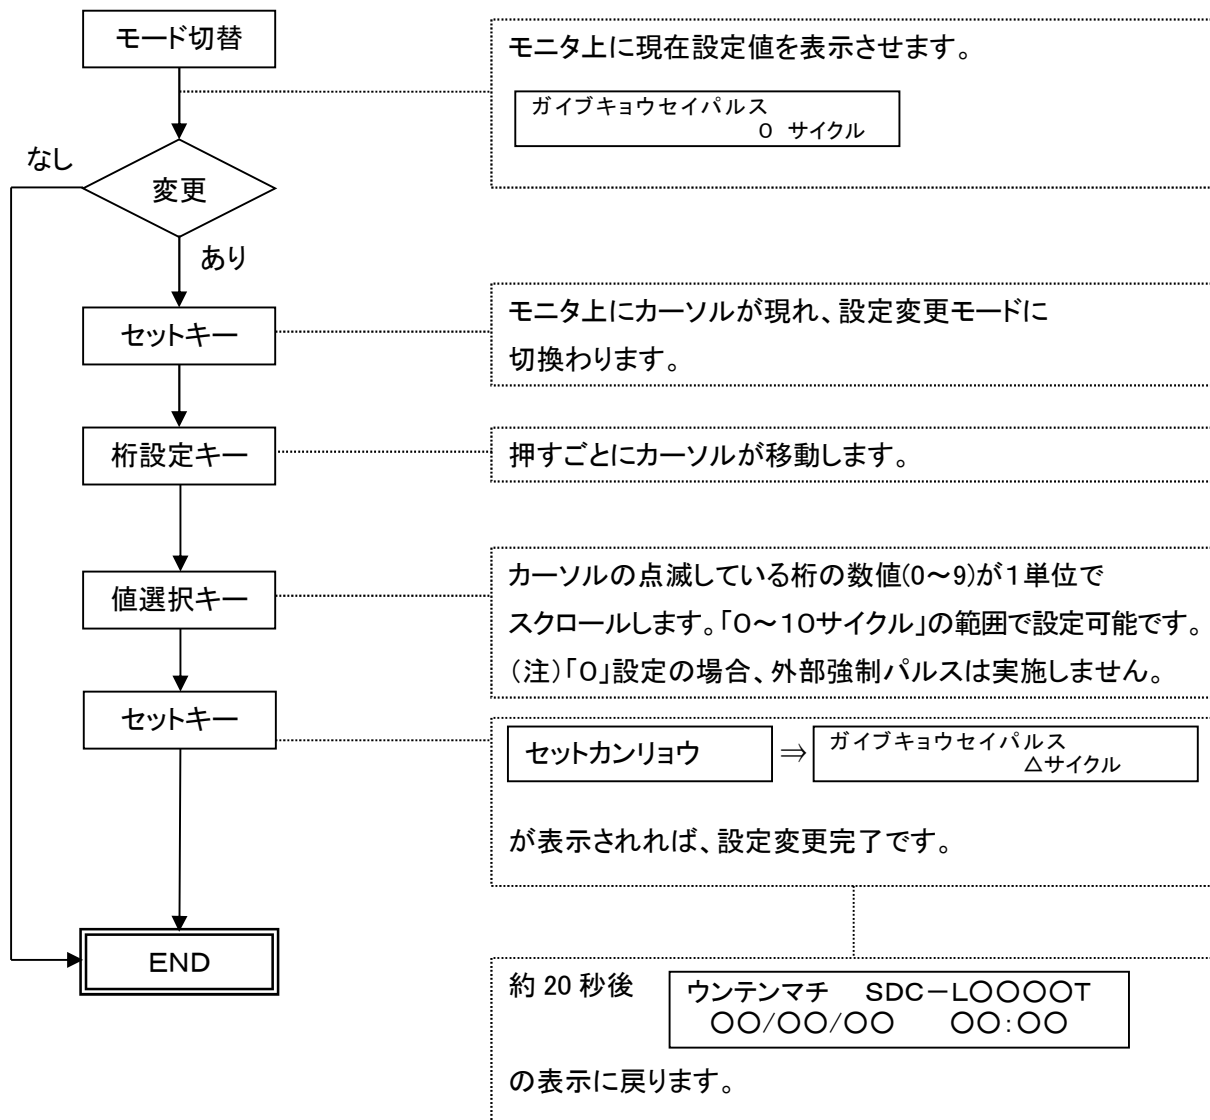 モード切替
モニタ上に現在設定値を表示させます。
ガイブキョウセイパルス
0 サイクル
なし
変更
あり
セットキー
モニタ上にカーソルが現れ、設定変更モードに
切換わります。
桁設定キー
押すごとにカーソルが移動します。
値選択キー
カーソルの点滅している桁の数値(0～9)が1単位で
スクロールします。「0～10サイクル」の範囲で設定可能です。
(注)「0」設定の場合、外部強制パルスは実施しません。
セットキー
セットカンリョウ ⇒ ガイブキョウセイパルス
△サイクル
が表示されれば、設定変更完了です。
END
約 20 秒後
ウンテンマチ SDC－L〇〇〇〇T
〇〇/〇〇/〇〇 〇〇:〇〇
の表示に戻ります。